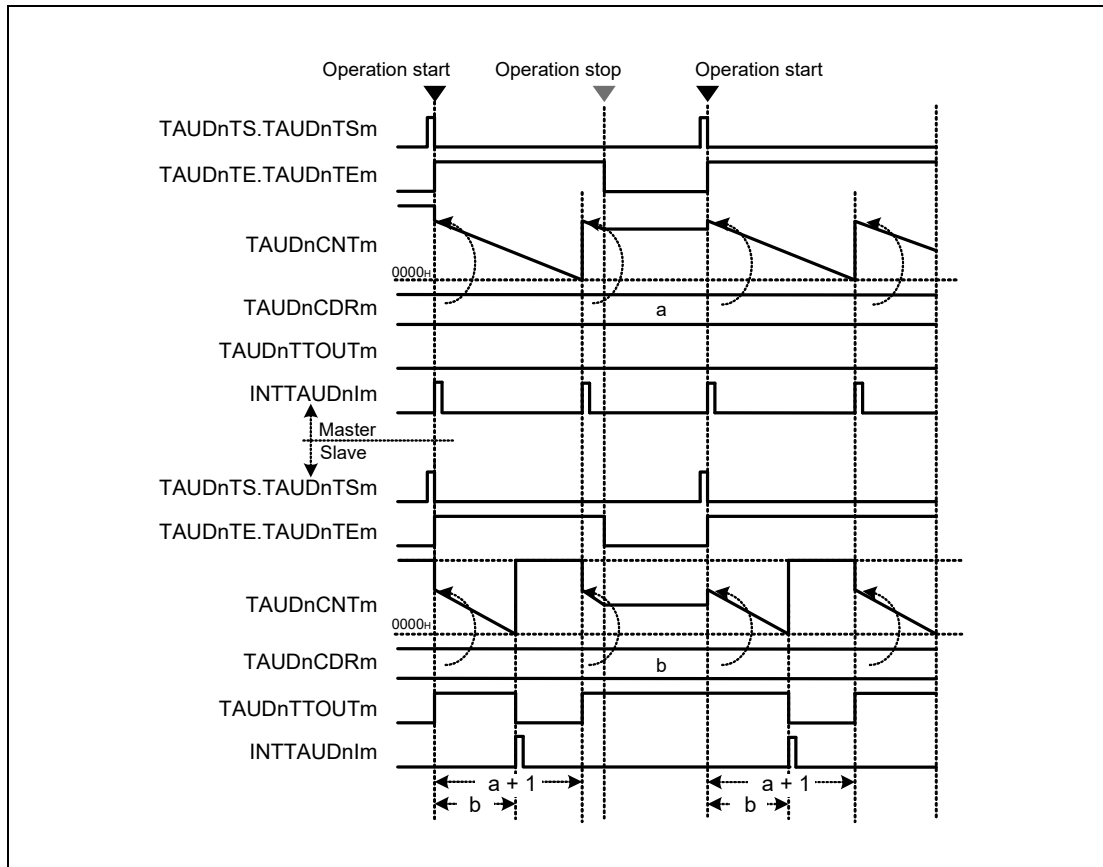 Operation start Operation stop Operation start
TAUDnTS.TAUDnTSm
TAUDnTE.TAUDnTEm
TAUDnCNTm
0000H
TAUDnCDRm
a
TAUDnTTOUTm
INTTAUDnIm
Master
Slave
TAUDnTS.TAUDnTSm
TAUDnTE.TAUDnTEm
TAUDnCNTm
0000H
TAUDnCDRm
b
TAUDnTTOUTm
INTTAUDnIm
a + 1 a + 1
b b